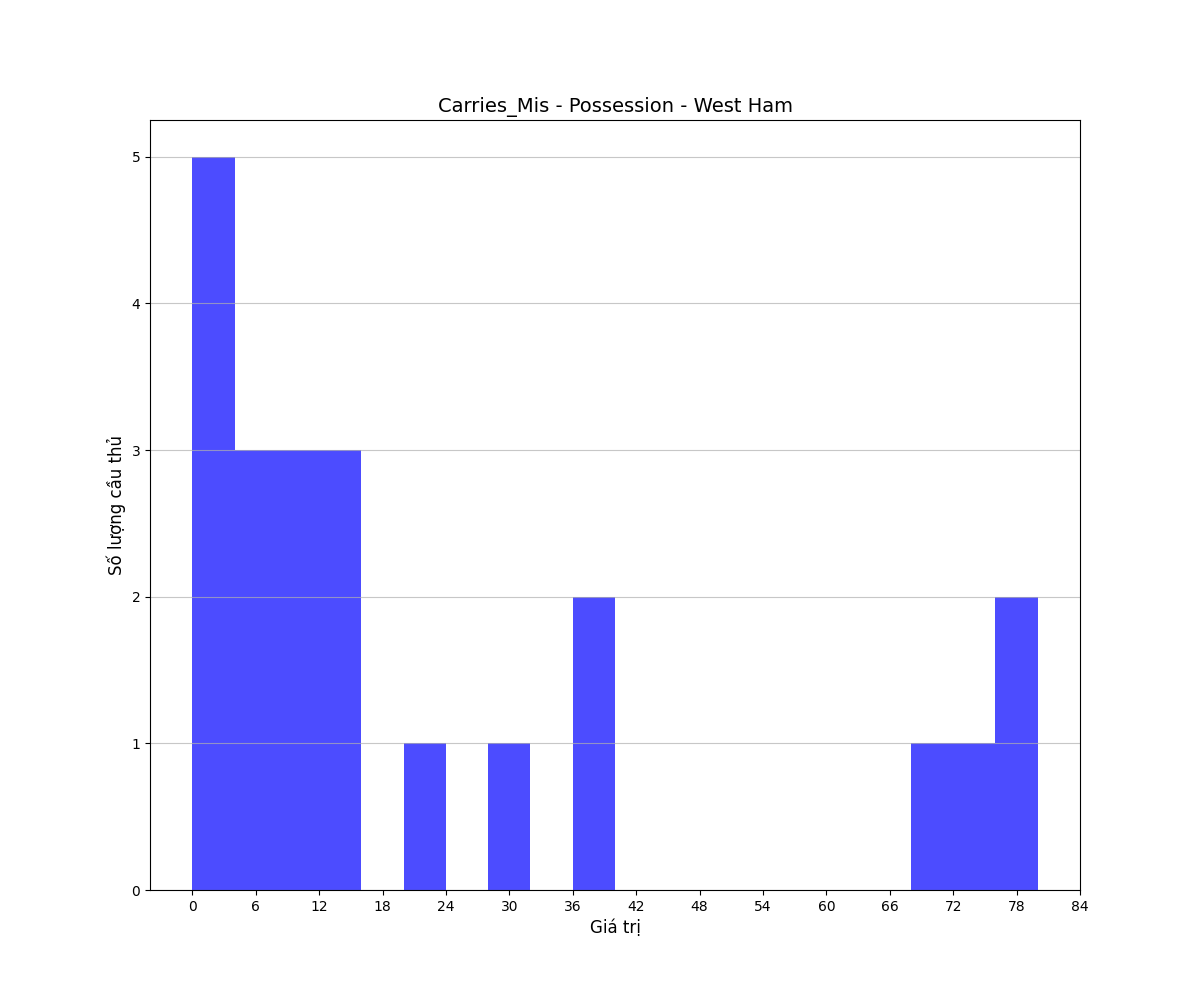 Carries_Mis - Possession - West Ham
5
4
3
2
1
0
Số lượng cầu thủ
0 6 12 18 24 30 36 42 48 54 60 66 72 78 84
Giá trị